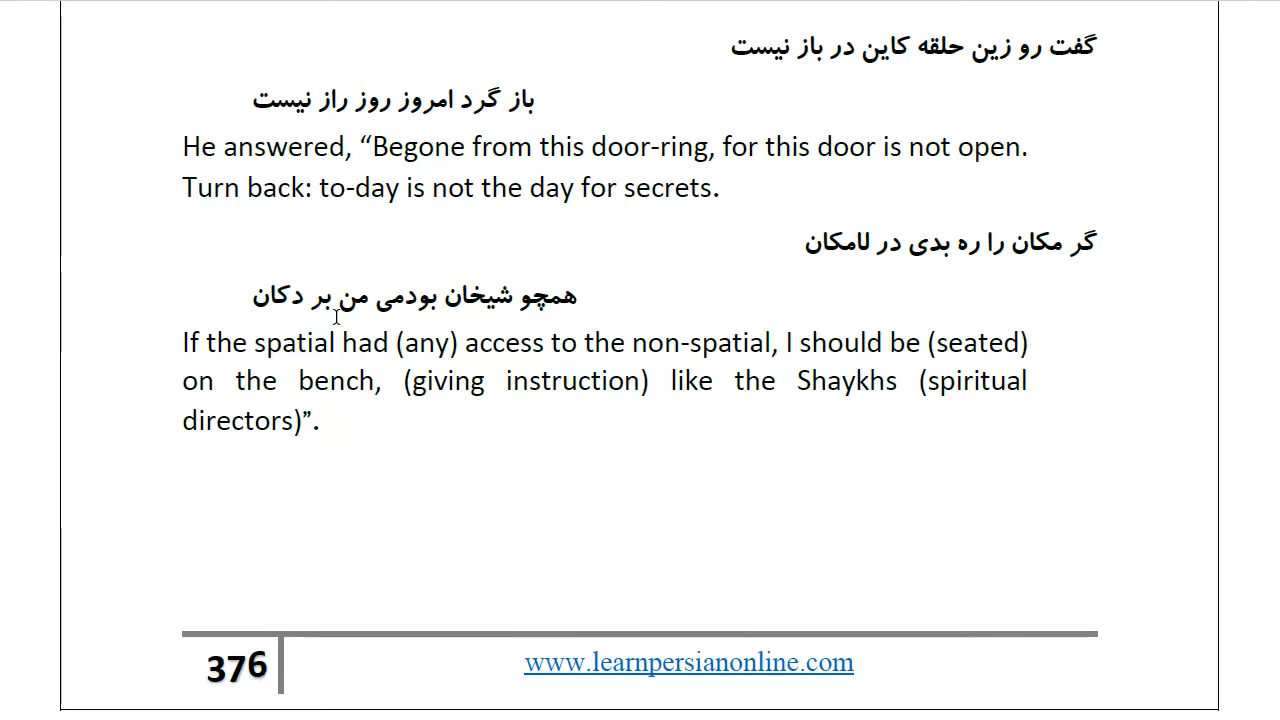 گفت رو زین حلقه کاین در باز نیست
باز گرد امروز روز راز نیست
He answered, “Begone from this door-ring, for this door is not open.
Turn back: to-day is not the day for secrets.
گر مکان را ره بدی در لامکان
همچو شیخان بودمی من بر دکان
If the spatial had (any) access to the non-spatial, I should be (seated)
on the bench, (giving instruction) like the Shaykhs (spiritual
directors)”.
376
www.learnpersianonline.com